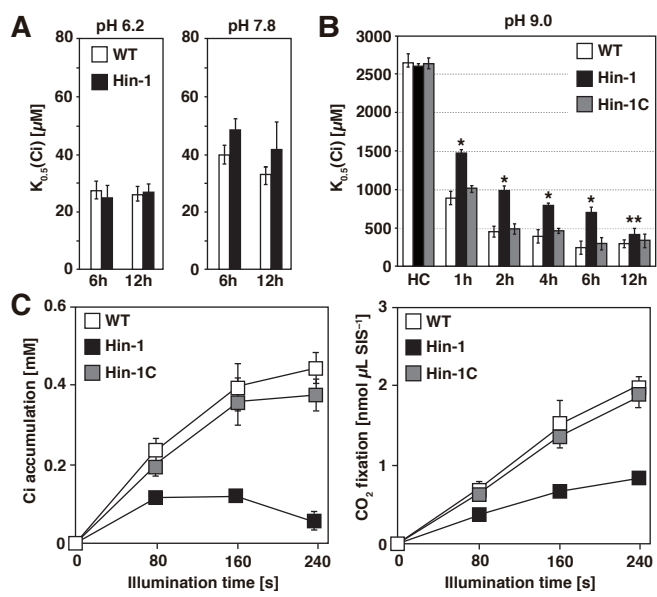 A
pH 6.2
pH 7.8
WT
Hin-1
K0.5(Ci) [µM]
80
60
40
20
0
6h
12h
80
60
40
20
0
6h
12h
B
pH 9.0
WT
Hin-1
Hin-1C
K0.5(Ci) [µM]
3000
2500
2000
1500
1000
500
0
*
*
*
*
**
HC
1h
2h
4h
6h
12h
C
WT
Hin-1
Hin-1C
Ci accumulation [mM]
0.6
0.4
0.2
0
0
80
160
240
Illumination time [s]
WT
Hin-1
Hin-1C
CO2 fixation [nmol µL SIS–1]
3
2
1
0
0
80
160
240
Illumination time [s]